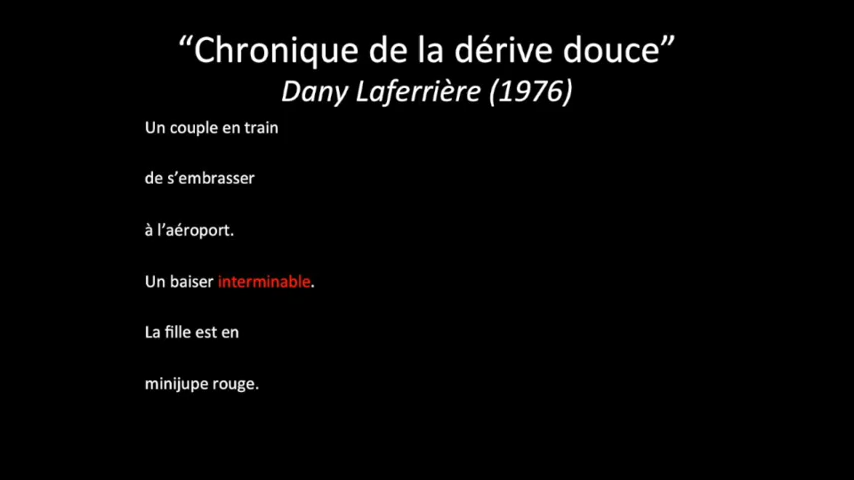 “Chronique de la dérive douce”
Dany Laferrière (1976)
Un couple en train
de s’embrasser
à l’aéroport.
Un baiser interminable.
La fille est en
minijupe rouge.